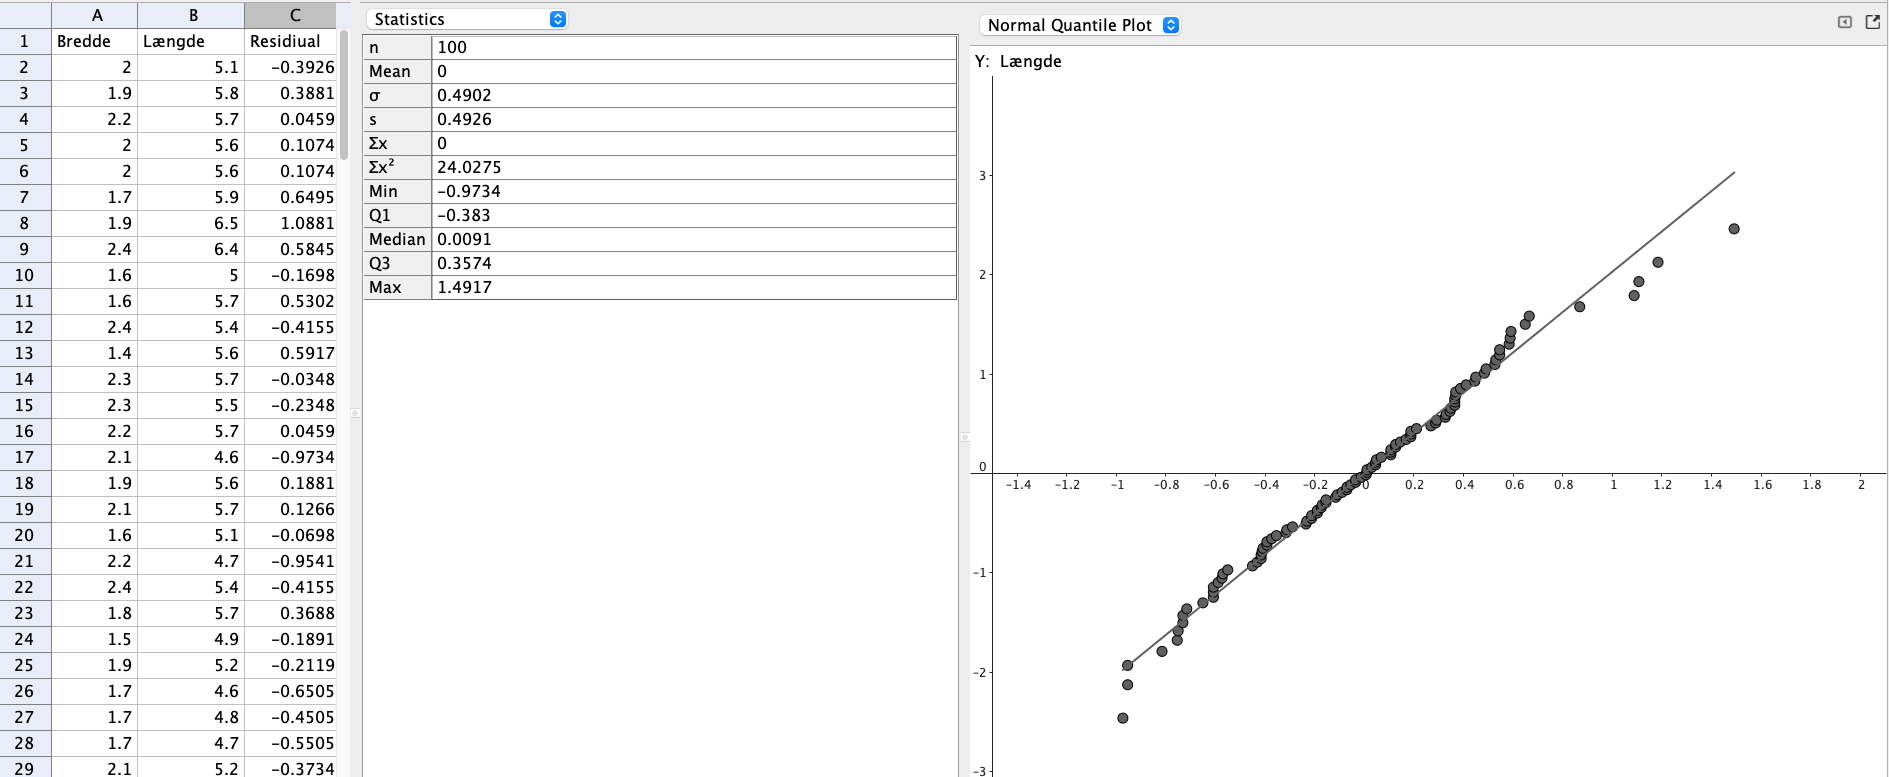 A B C
1 Bredde Længde Residiual
2 2 5.1 −0.3926
3 1.9 5.8 0.3881
4 2.2 5.7 0.0459
5 2 5.6 0.1074
6 2 5.6 0.1074
7 1.7 5.9 0.6495
8 1.9 6.5 1.0881
9 2.4 6.4 0.5845
10 1.6 5 −0.1698
11 1.6 5.7 0.5302
12 2.4 5.4 −0.4155
13 1.4 5.6 0.5917
14 2.3 5.7 −0.0348
15 2.3 5.5 −0.2348
16 2.2 5.7 0.0459
17 2.1 4.6 −0.9734
18 1.9 5.6 0.1881
19 2.1 5.7 0.1266
20 1.6 5.1 −0.0698
21 2.2 4.7 −0.9541
22 2.4 5.4 −0.4155
23 1.8 5.7 0.3688
24 1.5 4.9 −0.1891
25 1.9 5.2 −0.2119
26 1.7 4.6 −0.6505
27 1.7 4.8 −0.4505
28 1.7 4.7 −0.5505
29 2.1 5.2 −0.3734
Statistics
n 100
Mean 0
σ 0.4902
s 0.4926
Σx 0
Σx² 24.0275
Min −0.9734
Q1 −0.383
Median 0.0091
Q3 0.3574
Max 1.4917
Normal Quantile Plot
Y: Længde
3
2
1
0
−1.4 −1.2 −1 −0.8 −0.6 −0.4 −0.2 0 0.2 0.4 0.6 0.8 1 1.2 1.4 1.6 1.8 2
−1
−2
−3